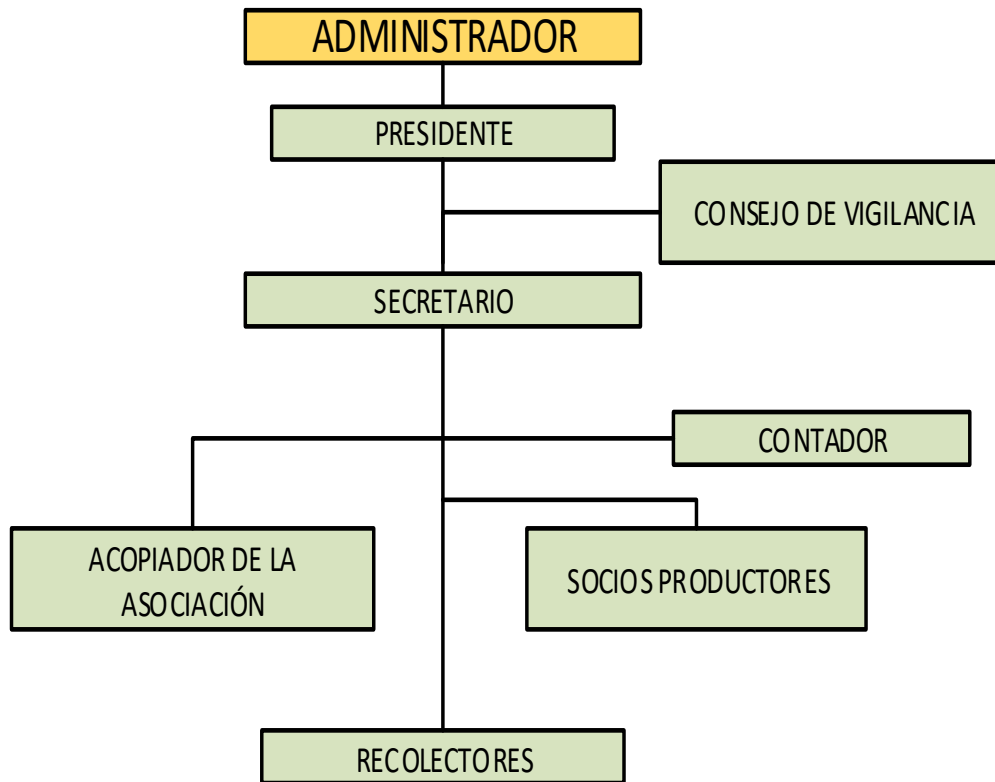 ADMINISTRADOR
PRESIDENTE
CONSEJO DE VIGILANCIA
SECRETARIO
CONTADOR
ACOPIADOR DE LA
ASOCIACIÓN
SOCIOS PRODUCTORES
RECOLECTORES